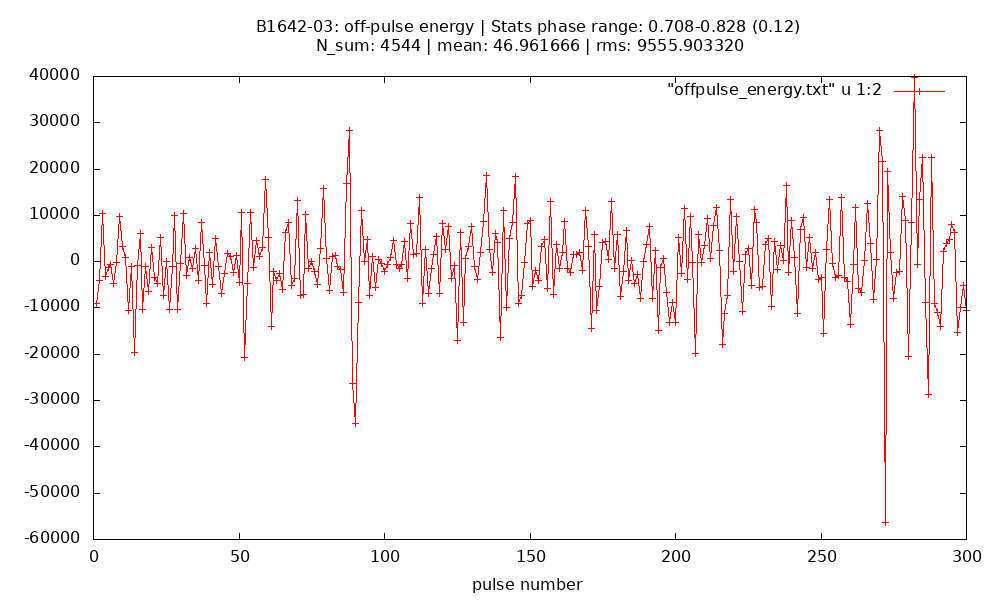 B1642-03: off-pulse energy | Stats phase range: 0.708-0.828 (0.12)
N_sum: 4544 | mean: 46.961666 | rms: 9555.903320
"offpulse_energy.txt" u 1:2
40000
30000
20000
10000
0
-10000
-20000
-30000
-40000
-50000
-60000
0 50 100 150 200 250 300
pulse number